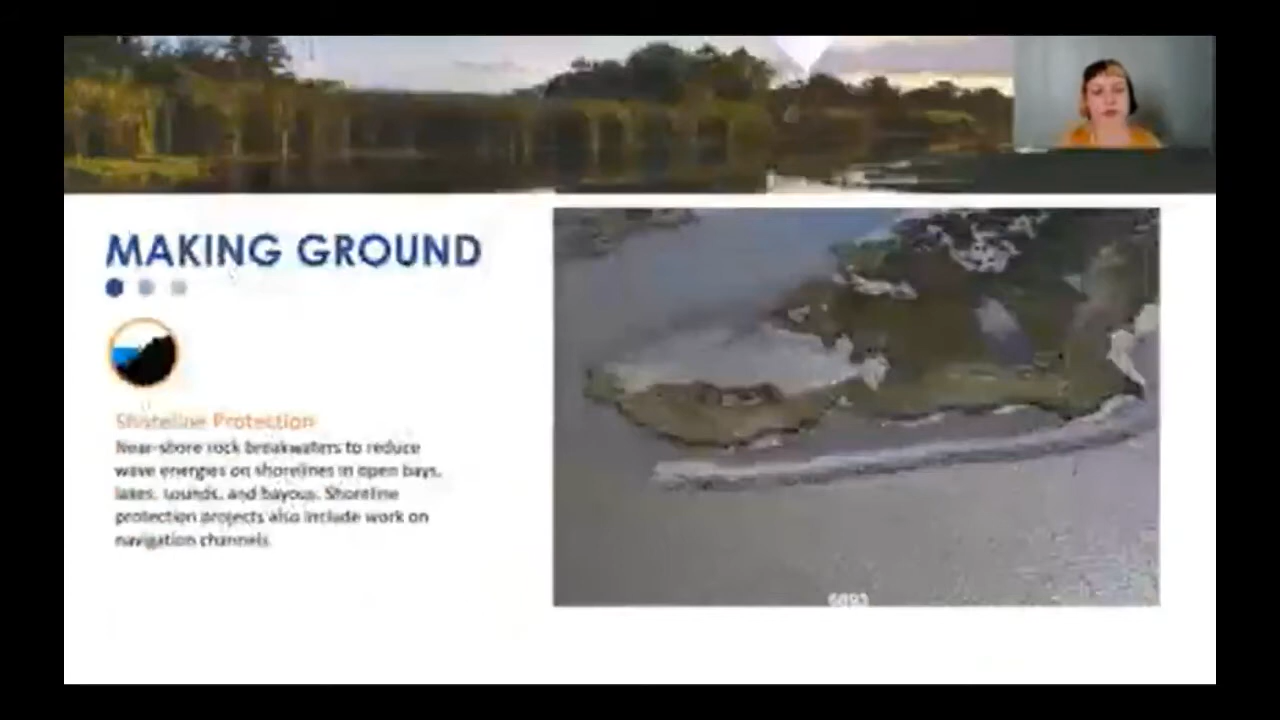 MAKING GROUND
Shoreline Protection
Near-shore rock breakwaters to reduce
wave energies on shorelines in open bays,
lakes, sounds, and bayous. Shoreline
protection projects also include work on
navigation channels
6893